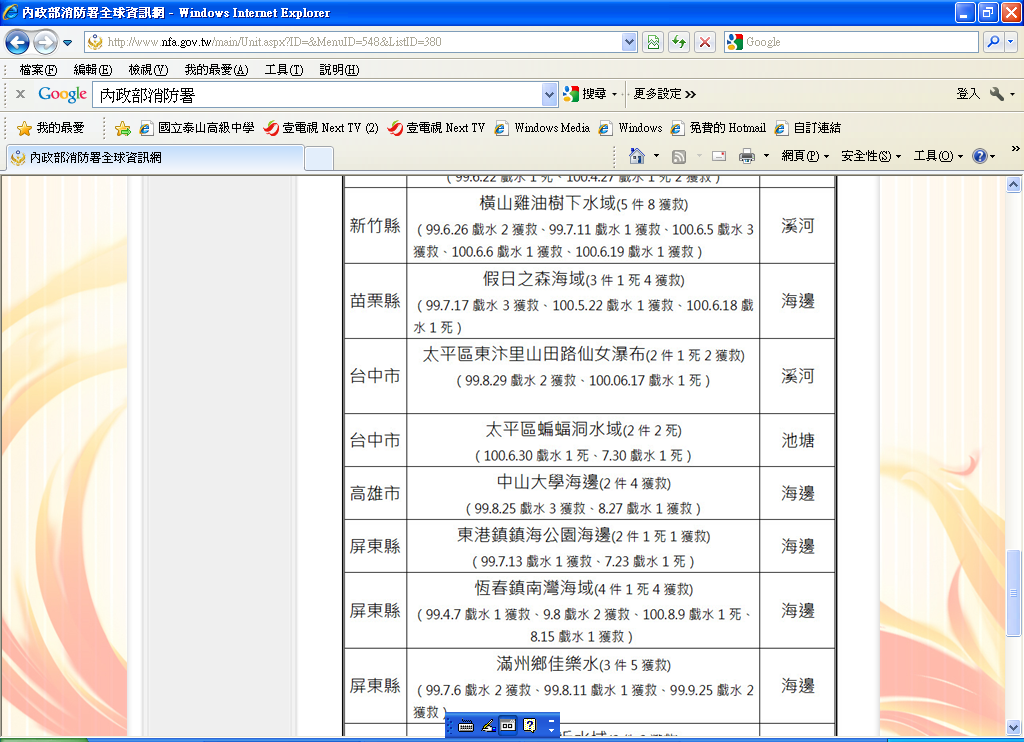 內政部消防署全球資訊網 - Windows Internet Explorer
http://www.nfa.gov.tw/main/Unit.aspx?ID=&MenuID=548&ListID=380
Google
檔案(F) 編輯(E) 檢視(V) 我的最愛(A) 工具(T) 說明(H)
x Google 內政部消防署 搜尋 更多設定 >> 登入
我的最愛 國立泰山高級中學 壹電視 Next TV (2) 壹電視 Next TV Windows Media Windows 免費的 Hotmail 自訂連結
內政部消防署全球資訊網 網頁(P) 安全性(S) 工具(O) >>
( 99.6.22 戲水 1 死、100.4.27 戲水 1 死 2 獲救 )
新竹縣
橫山雞油樹下水域(5 件 8 獲救)
( 99.6.26 戲水 2 獲救、99.7.11 戲水 1 獲救、100.6.5 戲水 3
獲救、100.6.6 戲水 1 獲救、100.6.19 戲水 1 獲救 )
溪河
苗栗縣
假日之森海域(3 件 1 死 4 獲救)
( 99.7.17 戲水 3 獲救、100.5.22 戲水 1 獲救、100.6.18 戲
水 1 死 )
海邊
台中市
太平區東汴里山田路仙女瀑布(2 件 1 死 2 獲救)
( 99.8.29 戲水 2 獲救、100.06.17 戲水 1 死 )
溪河
台中市
太平區蝙蝠洞水域(2 件 2 死)
( 100.6.30 戲水 1 死、7.30 戲水 1 死 )
池塘
高雄市
中山大學海邊(2 件 4 獲救)
( 99.8.25 戲水 3 獲救、8.27 戲水 1 獲救 )
海邊
屏東縣
東港鎮鎮海公園海邊(2 件 1 死 1 獲救)
( 99.7.13 戲水 1 獲救、7.23 戲水 1 死 )
海邊
屏東縣
恆春鎮南灣海域(4 件 1 死 4 獲救)
( 99.4.7 戲水 1 獲救、9.8 戲水 2 獲救、100.8.9 戲水 1 死、
8.15 戲水 1 獲救 )
海邊
屏東縣
滿州鄉佳樂水(3 件 5 獲救)
( 99.7.6 戲水 2 獲救、99.8.11 戲水 1 獲救、99.9.25 戲水 2
獲救 )
海邊